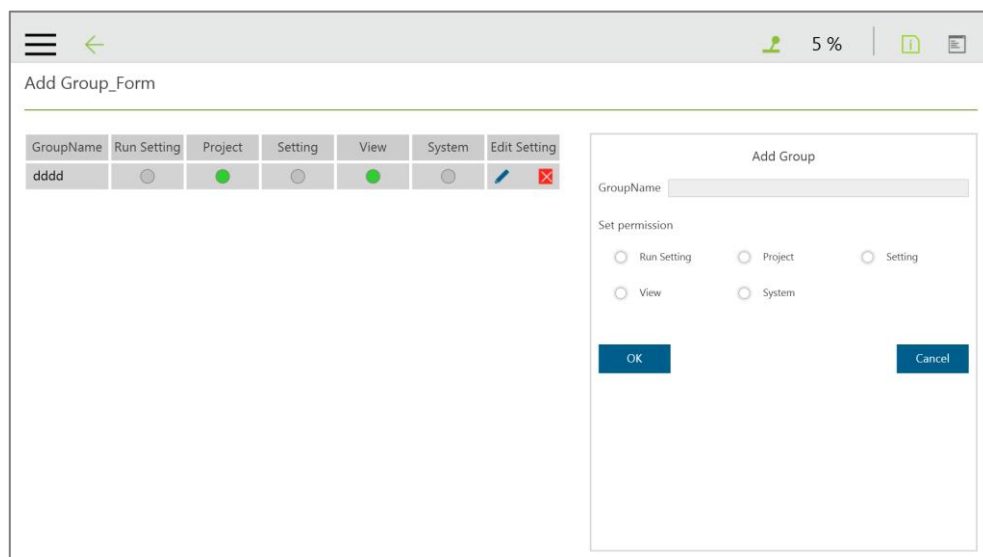 5 %
Add Group_Form
GroupName Run Setting Project Setting View System Edit Setting
dddd
Add Group
GroupName
Set permission
Run Setting Project Setting
View System
OK Cancel